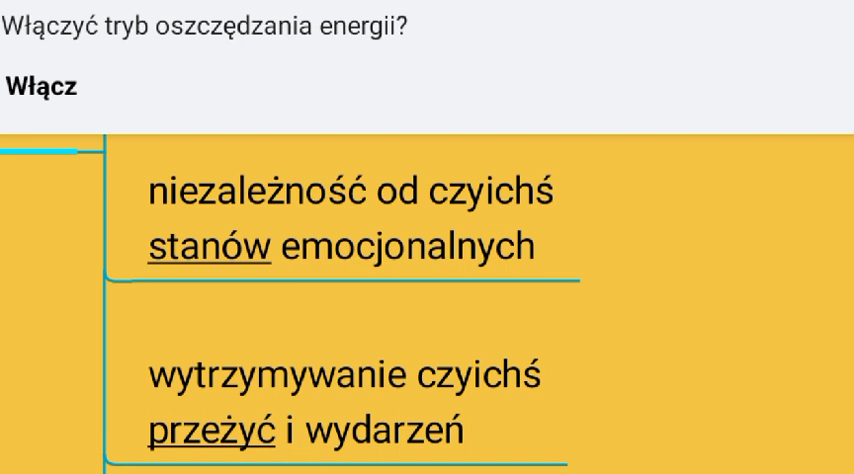 Włączyć tryb oszczędzania energii?
Włącz
niezależność od czyichś
stanów emocjonalnych
wytrzymywanie czyichś
przeżyć i wydarzeń